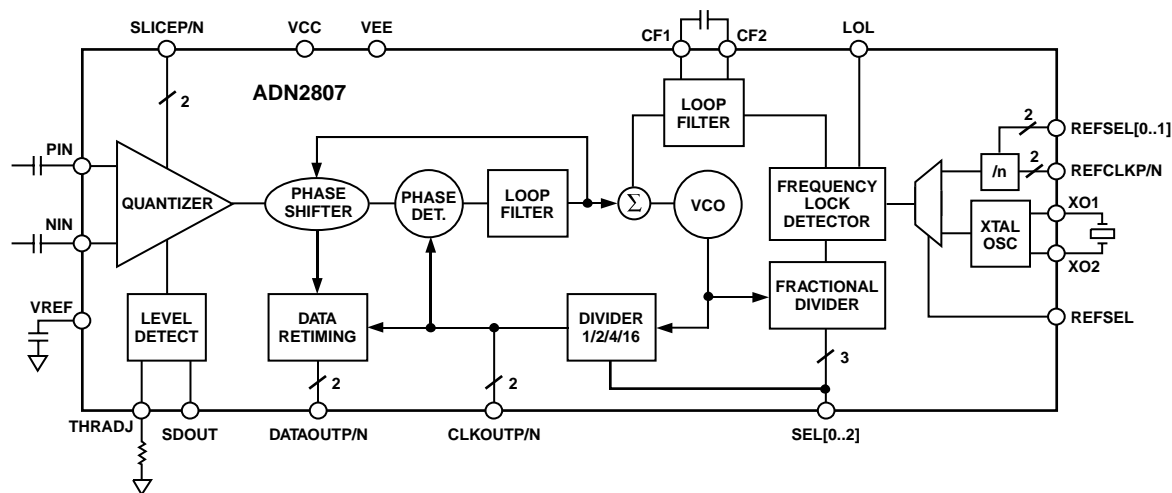 SLICEP/N
VCC
VEE
CF1
CF2
LOL
ADN2807
2
LOOP
FILTER
2
REFSEL[0..1]
PIN
/n
2
REFCLKP/N
QUANTIZER
PHASE
SHIFTER
PHASE
DET.
LOOP
FILTER
Σ
VCO
FREQUENCY
LOCK
DETECTOR
XTAL
OSC
XO1
NIN
XO2
VREF
LEVEL
DETECT
DATA
RETIMING
DIVIDER
1/2/4/16
FRACTIONAL
DIVIDER
REFSEL
2
2
3
THRADJ
SDOUT
DATAOUTP/N
CLKOUTP/N
SEL[0..2]